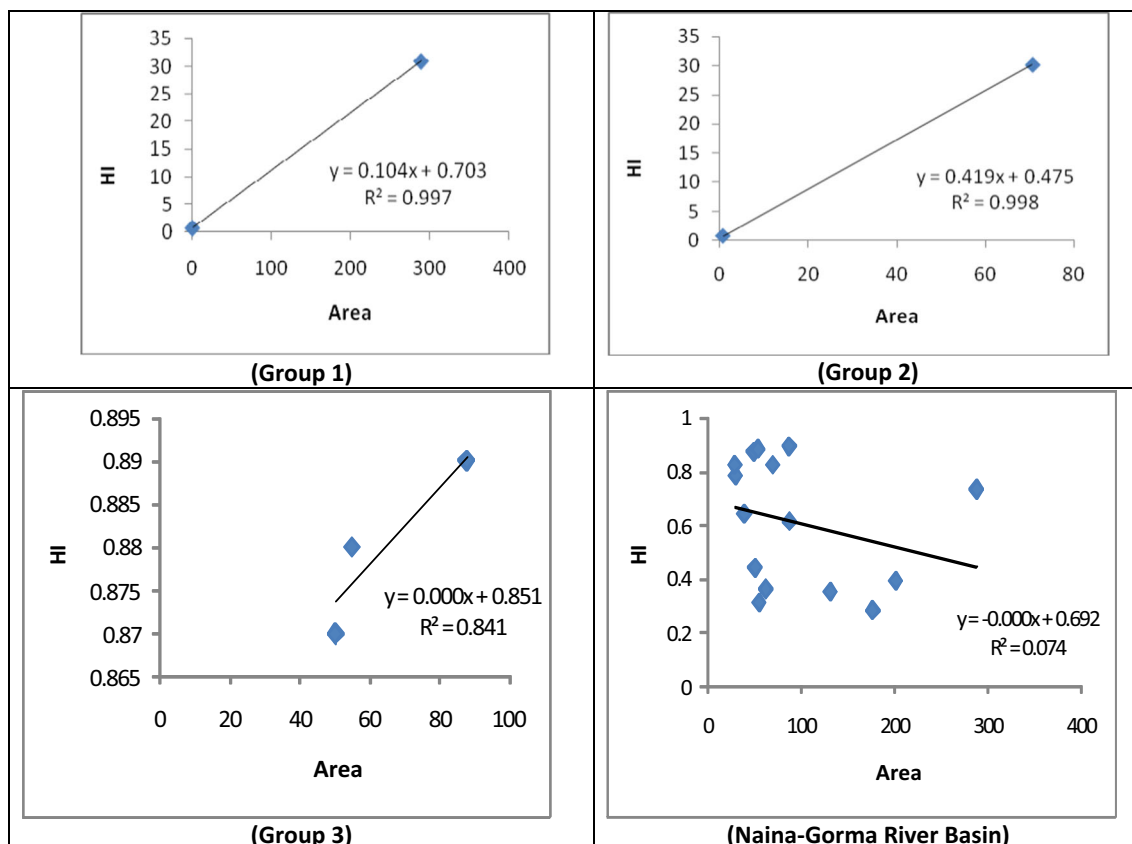 35
30
25
20
15
10
5
0
HI
y = 0.104x + 0.703
R² = 0.997
0 100 200 300 400
Area
(Group 1)
35
30
25
20
15
10
5
0
HI
y = 0.419x + 0.475
R² = 0.998
0 20 40 60 80
Area
(Group 2)
0.895
0.89
0.885
0.88
0.875
0.87
0.865
HI
y = 0.000x + 0.851
R² = 0.841
0 20 40 60 80 100
Area
(Group 3)
1
0.8
0.6
0.4
0.2
0
HI
y = -0.000x + 0.692
R² = 0.074
0 100 200 300 400
Area
(Naina-Gorma River Basin)